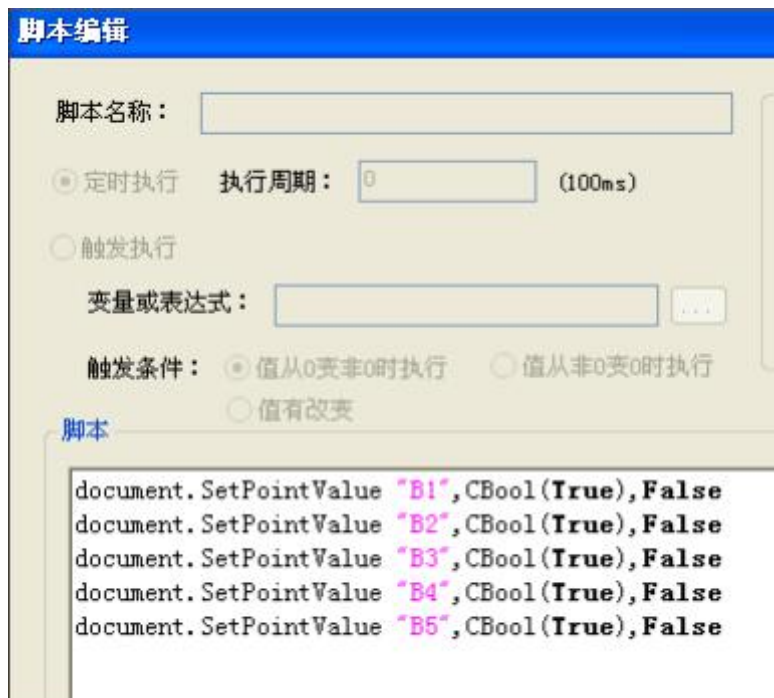 脚本编辑
脚本名称：
定时执行 执行周期： 0 (100ms)
触发执行
变量或表达式： ...
触发条件： 值从0变非0时执行 值从非0变0时执行
值有改变
脚本
document.SetPointValue "B1",CBool(True),False
document.SetPointValue "B2",CBool(True),False
document.SetPointValue "B3",CBool(True),False
document.SetPointValue "B4",CBool(True),False
document.SetPointValue "B5",CBool(True),False